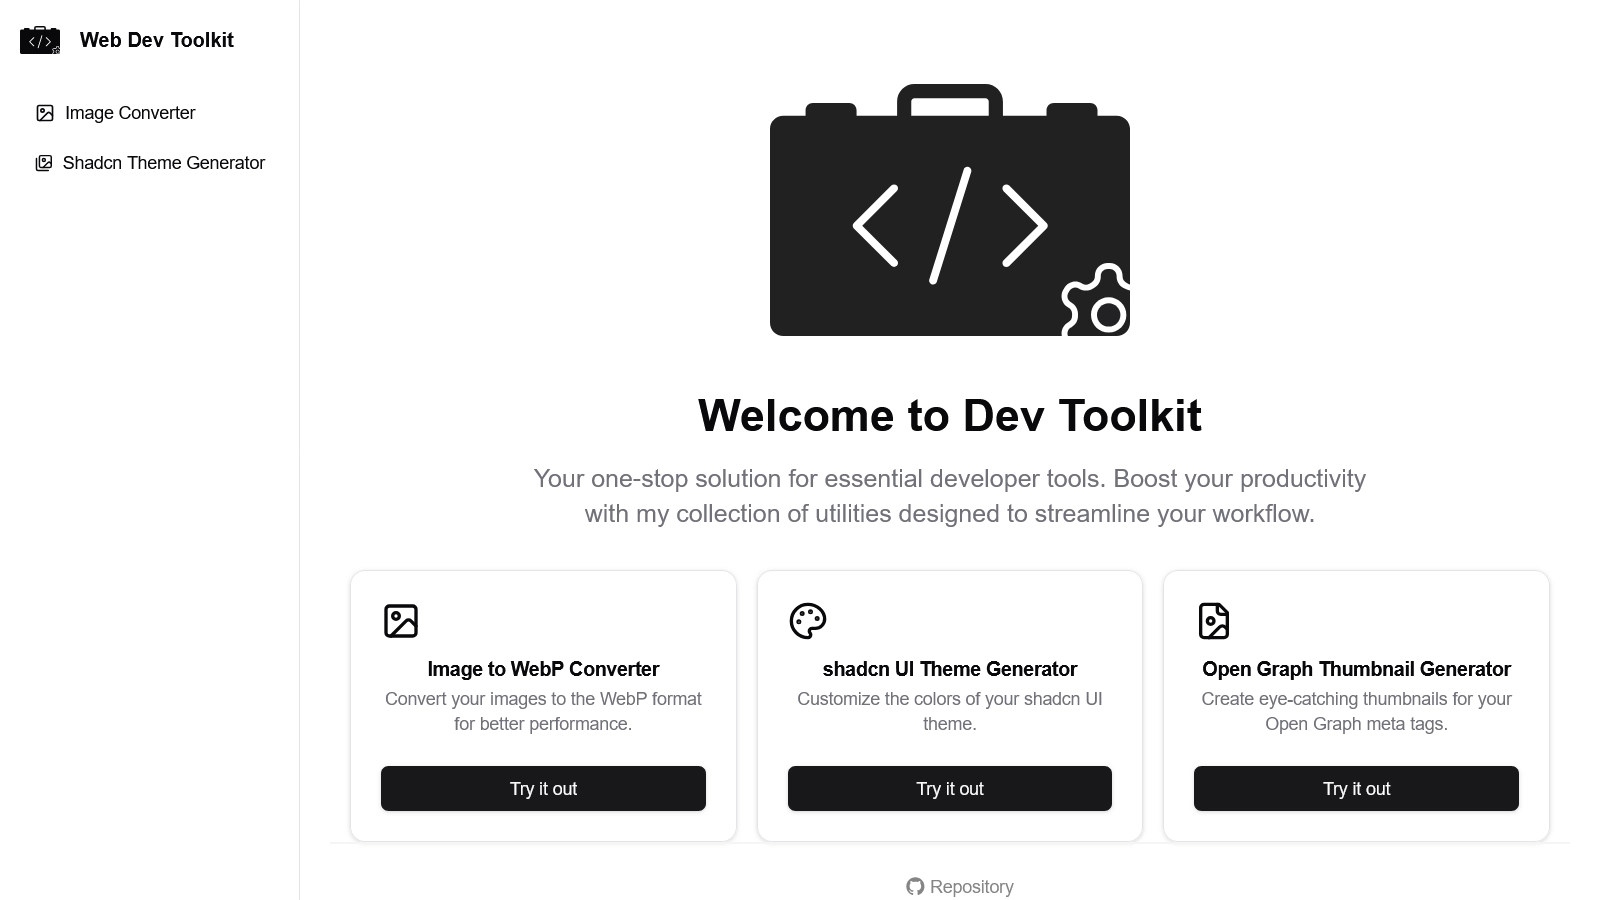 Web Dev Toolkit
Image Converter
Shadcn Theme Generator
</>
Welcome to Dev Toolkit
Your one-stop solution for essential developer tools. Boost your productivity
with my collection of utilities designed to streamline your workflow.
Image to WebP Converter
Convert your images to the WebP format
for better performance.
Try it out
shadcn UI Theme Generator
Customize the colors of your shadcn UI
theme.
Try it out
Open Graph Thumbnail Generator
Create eye-catching thumbnails for your
Open Graph meta tags.
Try it out
Repository